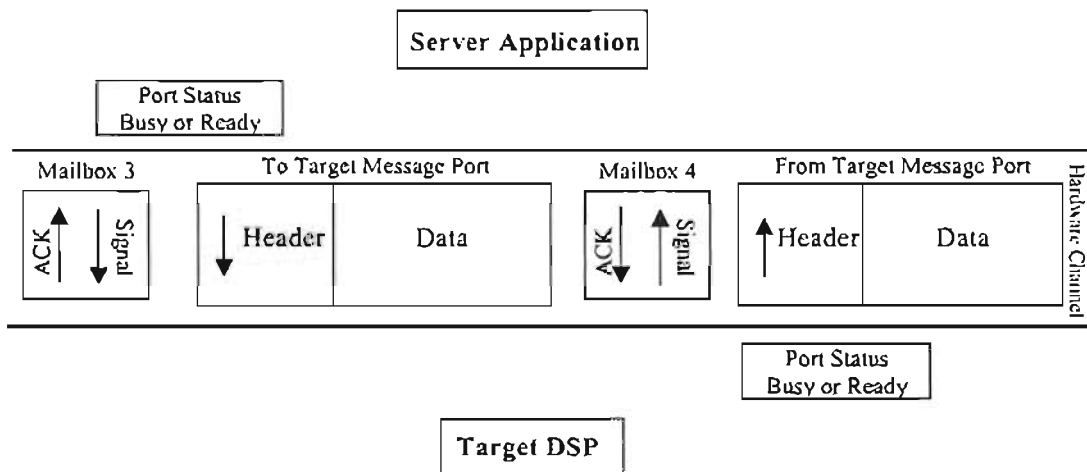 Server Application
Port Status
Busy or Ready
Mailbox 3
To Target Message Port
Mailbox 4
From Target Message Port
Hardware Channel
ACK
Signal
Header
Data
ACK
Signal
Header
Data
Port Status
Busy or Ready
Target DSP